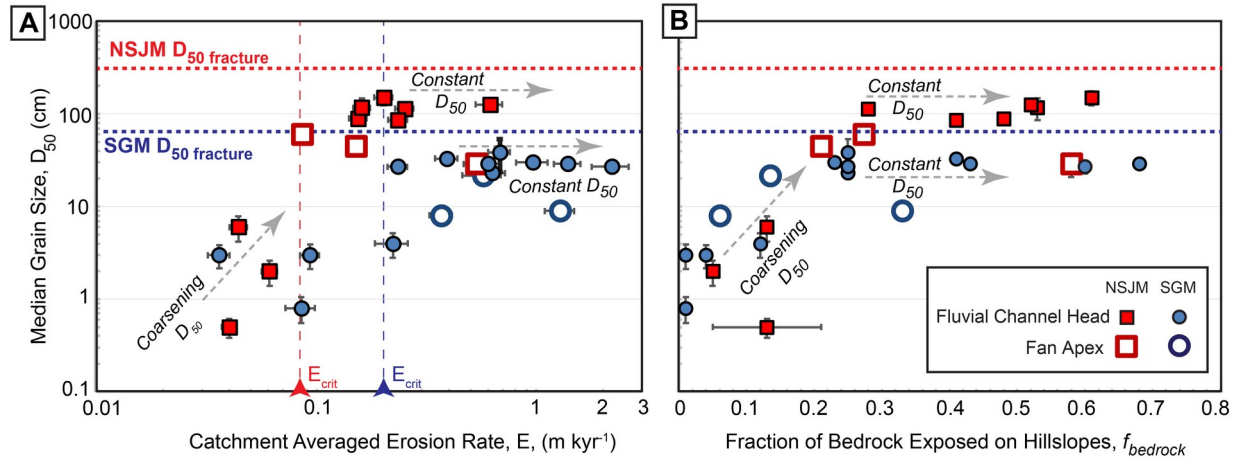 A
B
1000
100
10
1
0.1
Median Grain Size, D50 (cm)
NSJM D50 fracture
SGM D50 fracture
Constant
D50
Constant D50
Coarsening
D50
Ecrit
Ecrit
0.01
0.1
1
2
3
Catchment Averaged Erosion Rate, E, (m kyr⁻¹)
Constant
D50
Constant
D50
Coarsening
D50
NSJM SGM
Fluvial Channel Head
Fan Apex
0
0.1
0.2
0.3
0.4
0.5
0.6
0.7
0.8
Fraction of Bedrock Exposed on Hillslopes, fbedrock